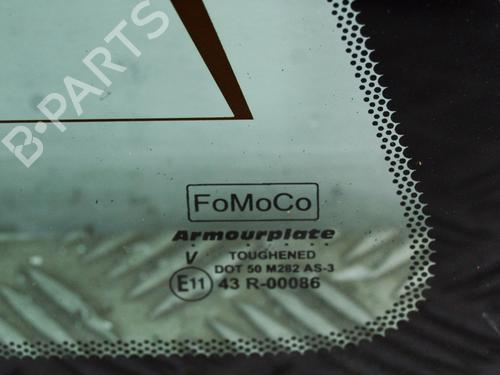 B-PARTS
FoMoCo
Armourplate
V TOUGHENED
DOT 50 M282 AS-3
E11 43 R-00086